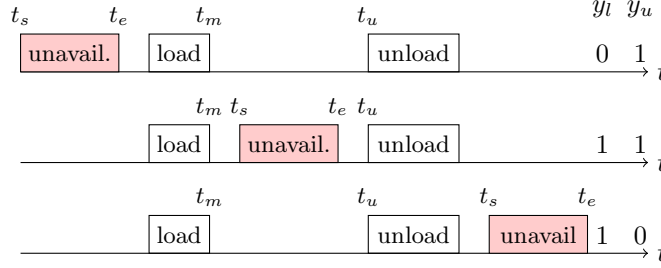 t_s t_e t_m t_u y_l y_u
unavail. load unload 0 1
t
t_m t_s t_e t_u
load unavail. unload 1 1
t
t_m t_u t_s t_e
load unload unavail 1 0
t